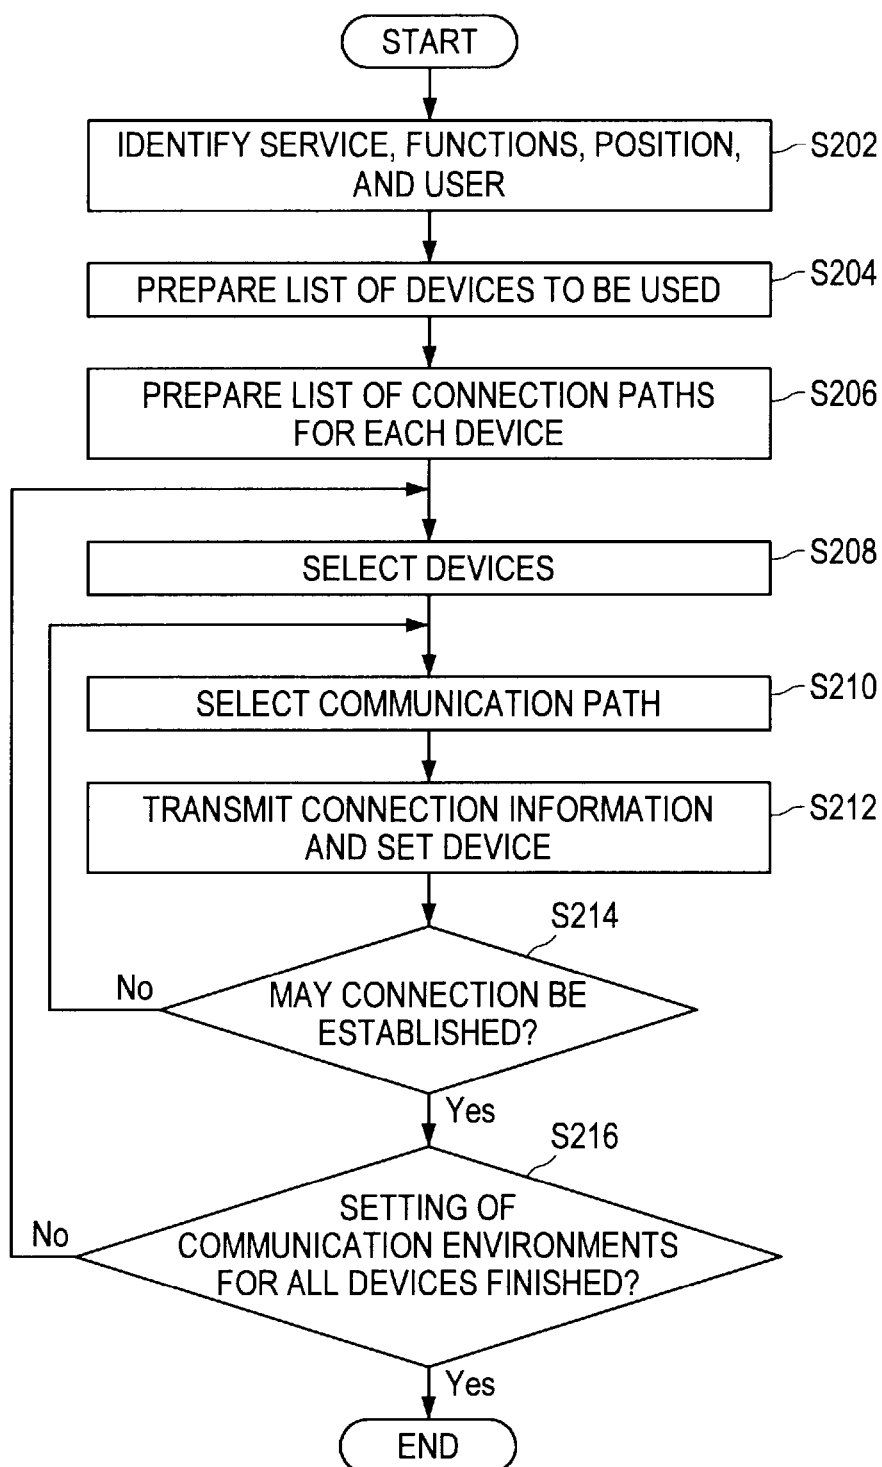 START
IDENTIFY SERVICE, FUNCTIONS, POSITION,
AND USER
S202
PREPARE LIST OF DEVICES TO BE USED
S204
PREPARE LIST OF CONNECTION PATHS
FOR EACH DEVICE
S206
SELECT DEVICES
S208
SELECT COMMUNICATION PATH
S210
TRANSMIT CONNECTION INFORMATION
AND SET DEVICE
S212
S214
No
MAY CONNECTION BE
ESTABLISHED?
Yes
S216
No
SETTING OF
COMMUNICATION ENVIRONMENTS
FOR ALL DEVICES FINISHED?
Yes
END